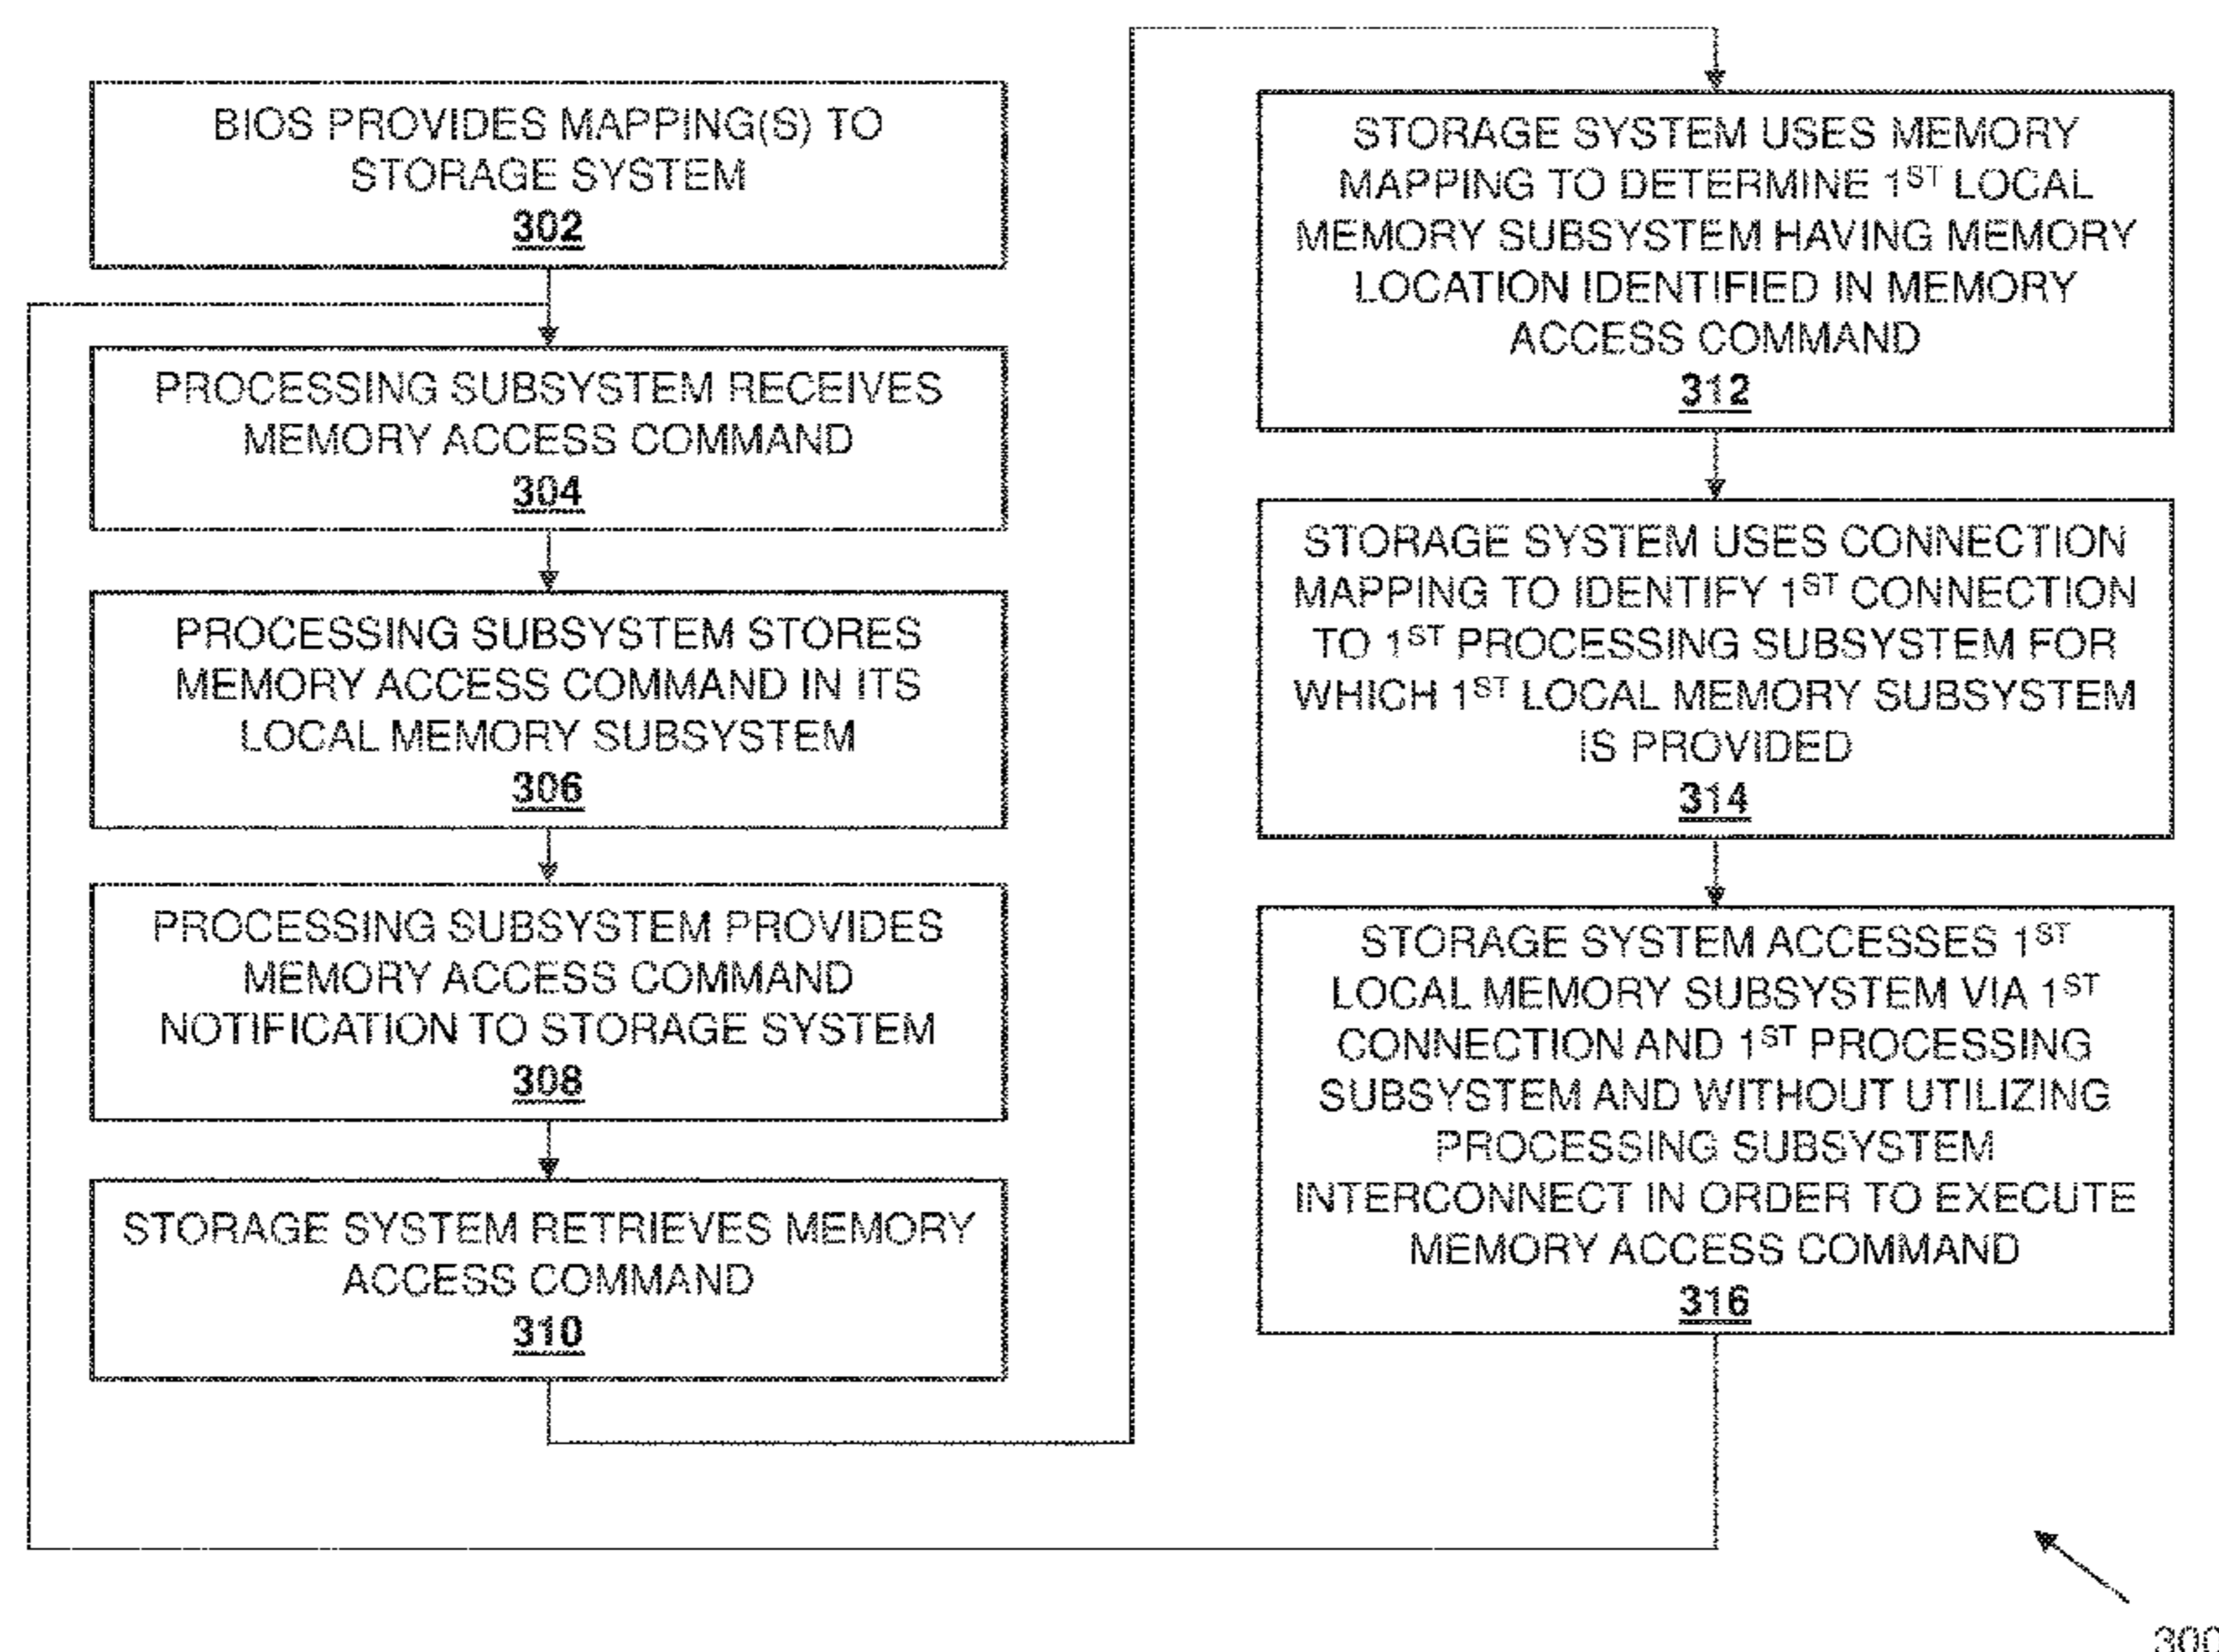 BIOS PROVIDES MAPPING(S) TO
STORAGE SYSTEM
302
PROCESSING SUBSYSTEM RECEIVES
MEMORY ACCESS COMMAND
304
PROCESSING SUBSYSTEM STORES
MEMORY ACCESS COMMAND IN ITS
LOCAL MEMORY SUBSYSTEM
306
PROCESSING SUBSYSTEM PROVIDES
MEMORY ACCESS COMMAND
NOTIFICATION TO STORAGE SYSTEM
308
STORAGE SYSTEM RETRIEVES MEMORY
ACCESS COMMAND
310
STORAGE SYSTEM USES MEMORY
MAPPING TO DETERMINE 1ST LOCAL
MEMORY SUBSYSTEM HAVING MEMORY
LOCATION IDENTIFIED IN MEMORY
ACCESS COMMAND
312
STORAGE SYSTEM USES CONNECTION
MAPPING TO IDENTIFY 1ST CONNECTION
TO 1ST PROCESSING SUBSYSTEM FOR
WHICH 1ST LOCAL MEMORY SUBSYSTEM
IS PROVIDED
314
STORAGE SYSTEM ACCESSES 1ST
LOCAL MEMORY SUBSYSTEM VIA 1ST
CONNECTION AND 1ST PROCESSING
SUBSYSTEM AND WITHOUT UTILIZING
PROCESSING SUBSYSTEM
INTERCONNECT IN ORDER TO EXECUTE
MEMORY ACCESS COMMAND
316
300